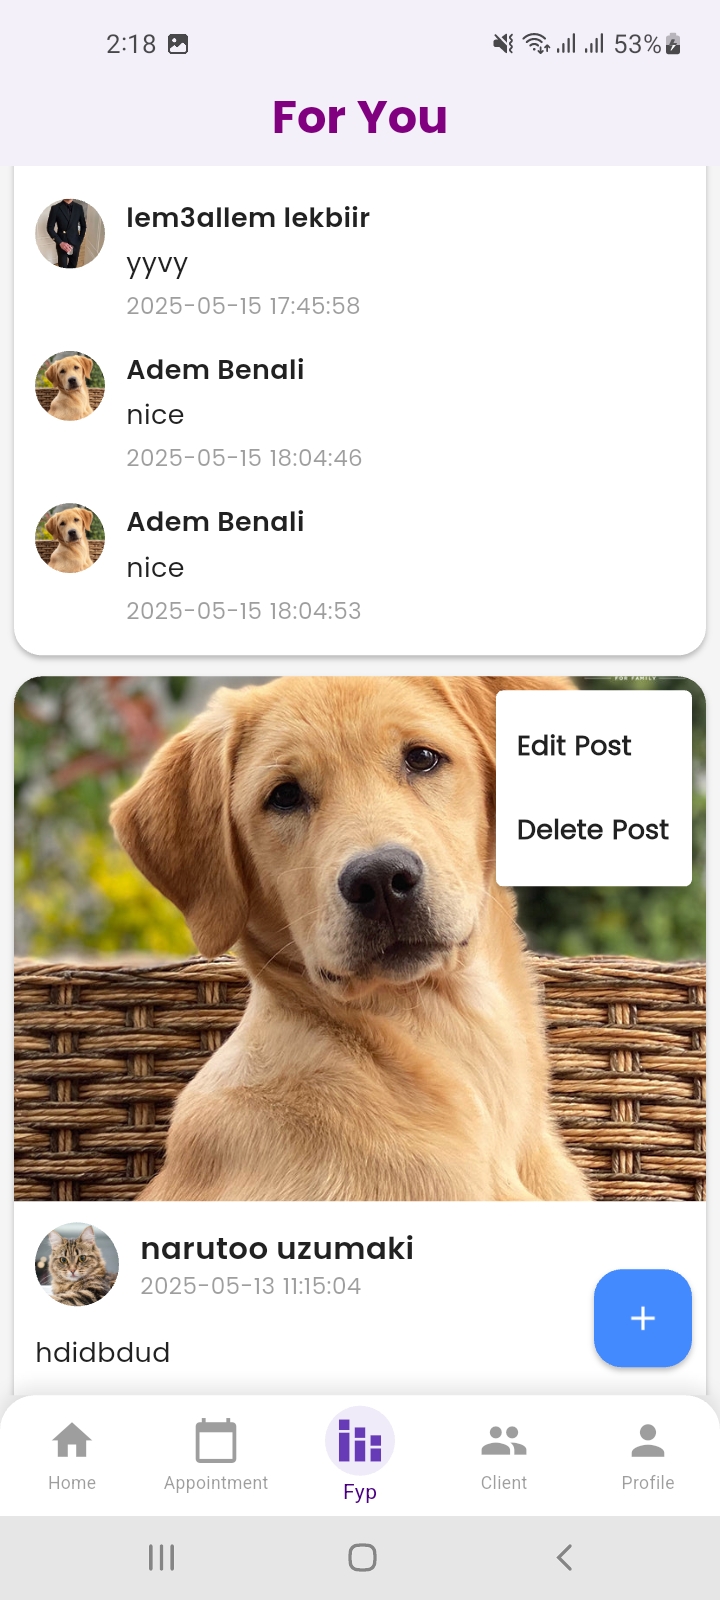 2:18
53%
For You
lem3allem lekbiir
yyvy
2025-05-15 17:45:58
Adem Benali
nice
2025-05-15 18:04:46
Adem Benali
nice
2025-05-15 18:04:53
FOR FAMILY
Edit Post
Delete Post
narutoo uzumaki
2025-05-13 11:15:04
hdidbdud
Home
Appointment
Fyp
Client
Profile